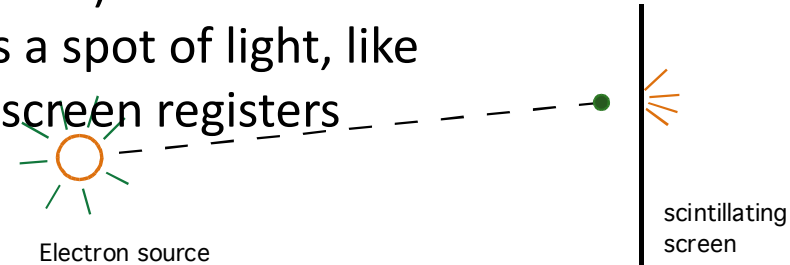 s a spot of light, like
screen registers
scintillating
screen
Electron source